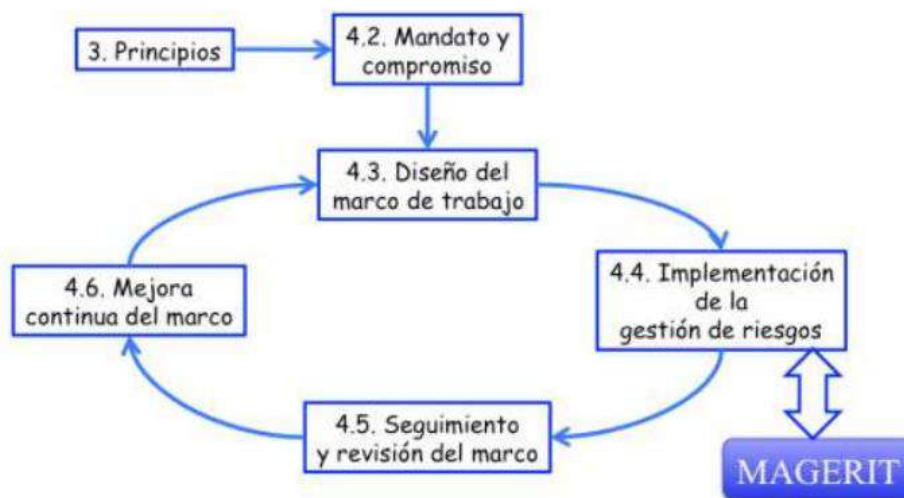 3. Principios
4.2. Mandato y
compromiso
4.3. Diseño del
marco de trabajo
4.4. Implementación
de la
gestión de riesgos
4.6. Mejora
continua del marco
4.5. Seguimiento
y revisión del marco
MAGERIT